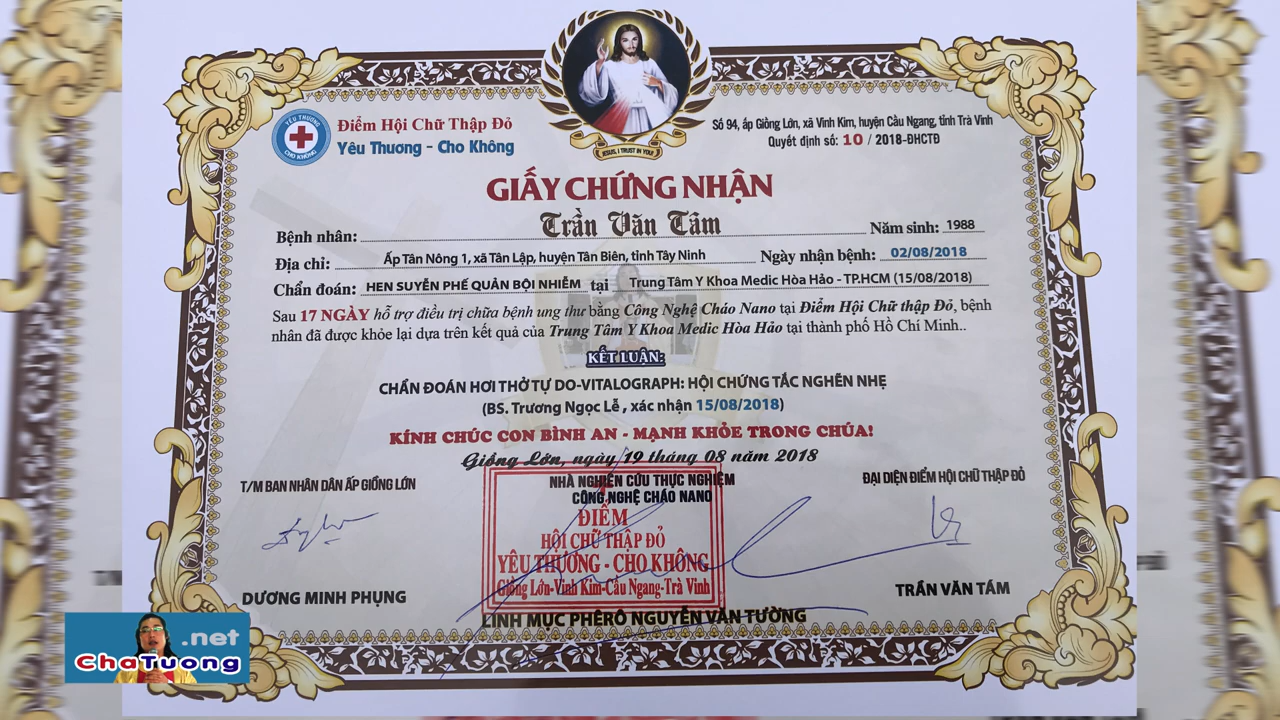 JESUS, I TRUST IN YOU!
YÊU THƯƠNG
CHO KHÔNG
Điểm Hội Chữ Thập Đỏ
Yêu Thương - Cho Không
Số 94, ấp Giồng Lớn, xã Vinh Kim, huyện Cầu Ngang, tỉnh Trà Vinh
Quyết định số: 10 / 2018-ĐHCTĐ
GIẤY CHỨNG NHẬN
Bệnh nhân: Trần Văn Tâm Năm sinh: 1988
Địa chỉ: Ấp Tân Nông 1, xã Tân Lập, huyện Tân Biên, tỉnh Tây Ninh Ngày nhận bệnh: 02/08/2018
Chẩn đoán: HEN SUYỄN PHẾ QUẢN BỘI NHIỄM tại Trung Tâm Y Khoa Medic Hòa Hảo - TP.HCM (15/08/2018)
Sau 17 NGÀY hỗ trợ điều trị chữa bệnh ung thư bằng Công Nghệ Cháo Nano tại Điểm Hội Chữ thập Đỏ, bệnh
nhân đã được khỏe lại dựa trên kết quả của Trung Tâm Y Khoa Medic Hòa Hảo tại thành phố Hồ Chí Minh..
KẾT LUẬN:
CHẨN ĐOÁN HƠI THỞ TỰ DO-VITALOGRAPH: HỘI CHỨNG TẮC NGHẼN NHẸ
(BS. Trương Ngọc Lễ , xác nhận 15/08/2018)
KÍNH CHÚC CON BÌNH AN - MẠNH KHỎE TRONG CHÚA!
Giồng Lớn, ngày 19 tháng 08 năm 2018
T/M BAN NHÂN DÂN ẤP GIỒNG LỚN
NHÀ NGHIÊN CỨU THỰC NGHIỆM
CÔNG NGHỆ CHÁO NANO
ĐẠI DIỆN ĐIỂM HỘI CHỮ THẬP ĐỎ
ĐIỂM
HỘI CHỮ THẬP ĐỎ
YÊU THƯƠNG - CHO KHÔNG
Giồng Lớn-Vinh Kim-Cầu Ngang-Trà Vinh
DƯƠNG MINH PHỤNG
LINH MỤC PHÊRÔ NGUYỄN VĂN TƯỜNG
TRẦN VĂN TÁM
.net
ChaTuong